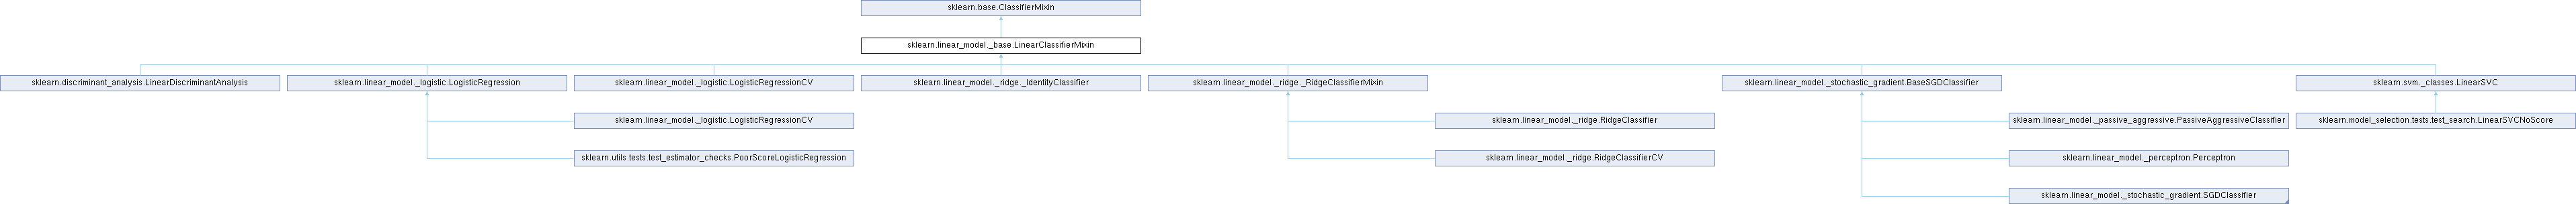 sklearn.base.ClassifierMixin
sklearn.linear_model._base.LinearClassifierMixin
sklearn.discriminant_analysis.LinearDiscriminantAnalysis
sklearn.linear_model._logistic.LogisticRegression
sklearn.linear_model._logistic.LogisticRegressionCV
sklearn.linear_model._ridge._IdentityClassifier
sklearn.linear_model._ridge._RidgeClassifierMixin
sklearn.linear_model._stochastic_gradient.BaseSGDClassifier
sklearn.svm._classes.LinearSVC
sklearn.linear_model._logistic.LogisticRegressionCV
sklearn.linear_model._ridge.RidgeClassifier
sklearn.linear_model._passive_aggressive.PassiveAggressiveClassifier
sklearn.model_selection.tests.test_search.LinearSVCNoScore
sklearn.utils.tests.test_estimator_checks.PoorScoreLogisticRegression
sklearn.linear_model._ridge.RidgeClassifierCV
sklearn.linear_model._perceptron.Perceptron
sklearn.linear_model._stochastic_gradient.SGDClassifier